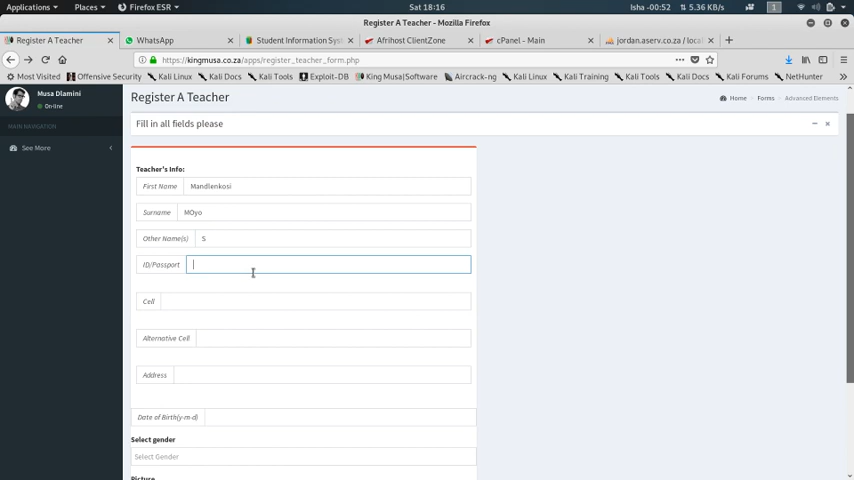 Applications Places Firefox ESR Sat 18:16 Isha -00:52 5.36 KB/s 1
Register A Teacher - Mozilla Firefox
Register A Teacher WhatsApp Student Information Sys Afrihost ClientZone cPanel - Main jordan.aserv.co.za / local
https://kingmusa.co.za/apps/register_teacher_form.php
Most Visited Offensive Security Kali Linux Kali Docs Kali Tools Exploit-DB King Musa|Software Aircrack-ng Kali Linux Kali Training Kali Tools Kali Docs Kali Forums NetHunter
Musa Dlamini
On-line
Register A Teacher
Home Forms Advanced Elements
MAIN NAVIGATION
Fill in all fields please
See More
Teacher's Info:
First Name Mandlenkosi
Surname MOyo
Other Name(s) S
ID/Passport
Cell
Alternative Cell
Address
Date of Birth(y-m-d)
Select gender
Select Gender
Picture